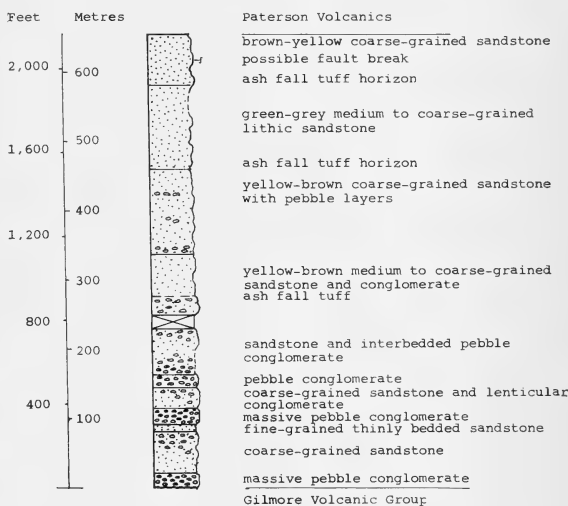 Feet Metres Paterson Volcanics
brown-yellow coarse-grained sandstone
possible fault break
2,000
600
ash fall tuff horizon
green-grey medium to coarse-grained
lithic sandstone
500
1,600
ash fall tuff horizon
yellow-brown coarse-grained sandstone
with pebble layers
400
1,200
yellow-brown medium to coarse-grained
sandstone and conglomerate
300
ash fall tuff
800
sandstone and interbedded pebble
conglomerate
200
pebble conglomerate
coarse-grained sandstone and lenticular
conglomerate
400
massive pebble conglomerate
100
fine-grained thinly bedded sandstone
coarse-grained sandstone
massive pebble conglomerate
Gilmore Volcanic Group